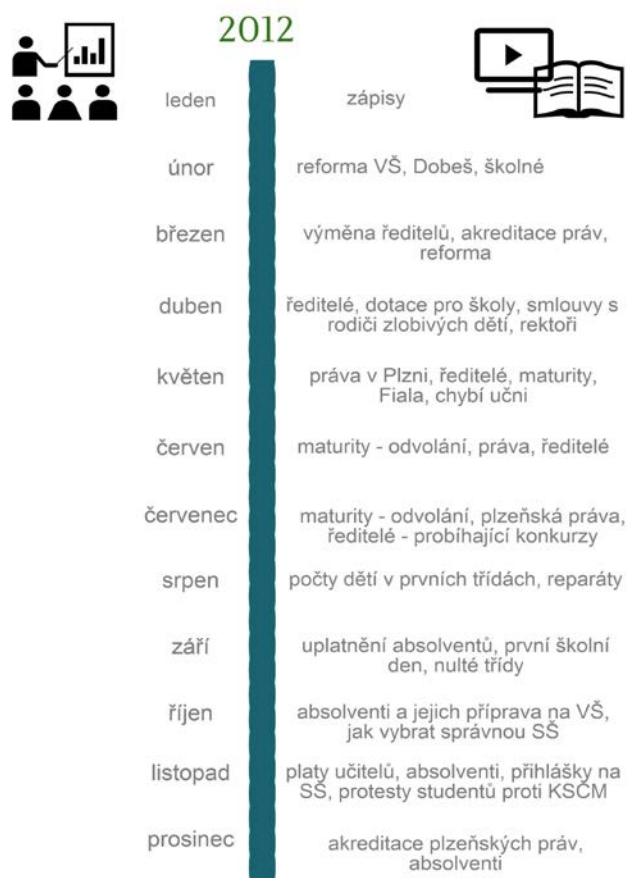 2012
leden
zápisy
únor
reforma VŠ, Dobeš, školné
březen
výměna ředitelů, akreditace práv,
reforma
duben
ředitelé, dotace pro školy, smlouvy s
rodiči zlobivých dětí, rektoři
květen
práva v Plzni, ředitelé, maturity,
Fiala, chybí učni
červen
maturity - odvolání, práva, ředitelé
červenec
maturity - odvolání, plzeňská práva,
ředitelé - probíhající konkurzy
srpen
počty dětí v prvních třídách, reparáty
září
uplatnění absolventů, první školní
den, nulté třídy
říjen
absolventi a jejich příprava na VŠ,
jak vybrat správnou SŠ
listopad
platy učitelů, absolventi, přihlášky na
SŠ, protesty studentů proti KSČM
prosinec
akreditace plzeňských práv,
absolventi